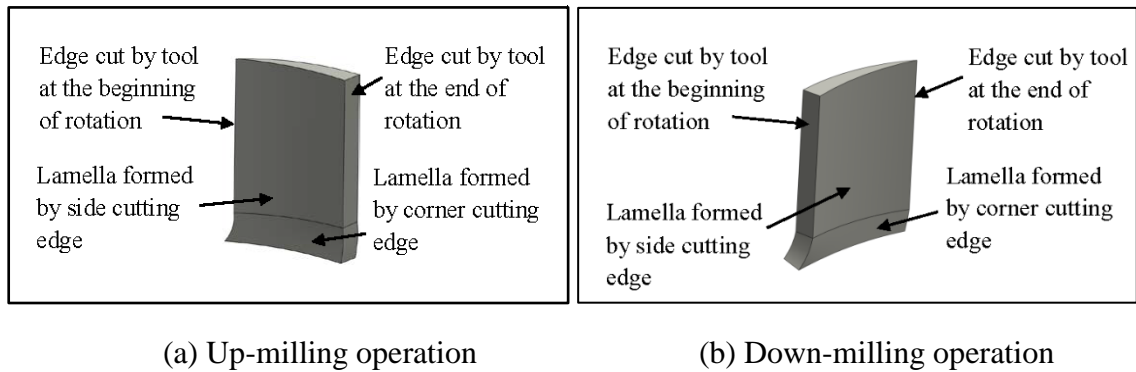 Edge cut by tool
at the beginning
of rotation
Edge cut by tool
at the end of
rotation
Lamella formed
by side cutting
edge
Lamella formed
by corner cutting
edge
Edge cut by tool
at the beginning
of rotation
Edge cut by tool
at the end of
rotation
Lamella formed
by side cutting
edge
Lamella formed
by corner cutting
edge
(a) Up-milling operation
(b) Down-milling operation